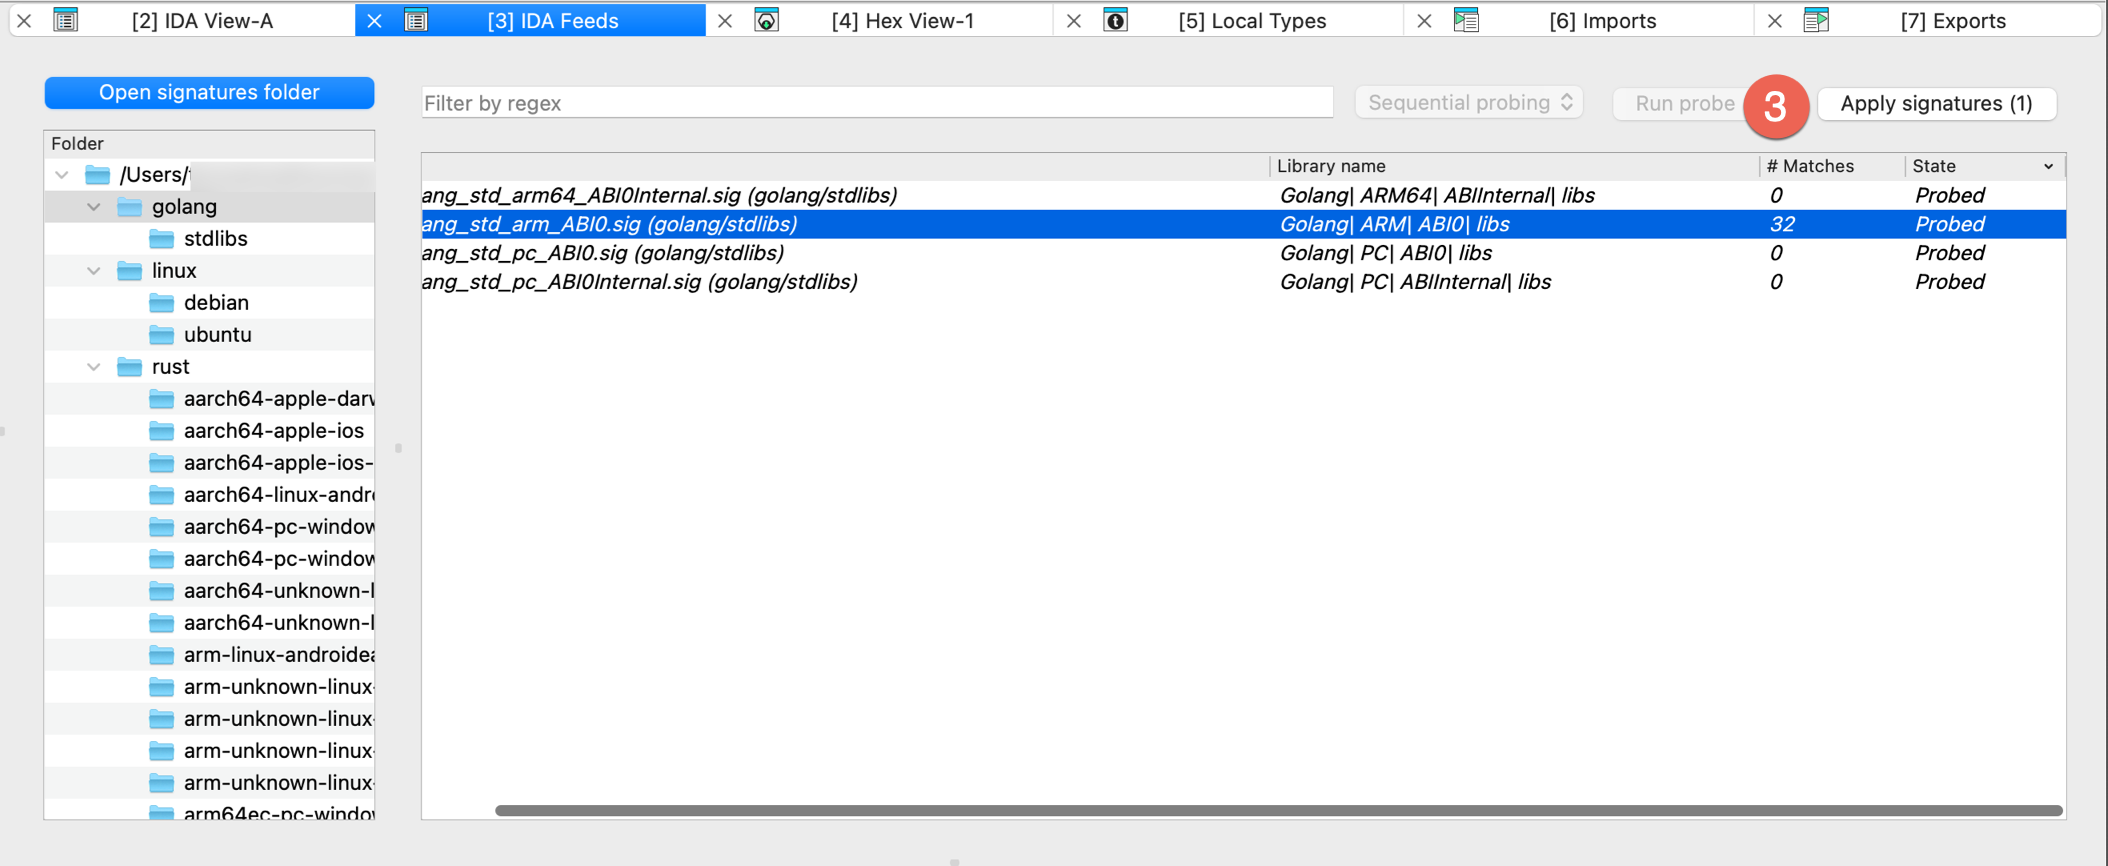 [2] IDA View-A [3] IDA Feeds [4] Hex View-1 [5] Local Types [6] Imports [7] Exports
Open signatures folder Filter by regex Sequential probing Run probe 3 Apply signatures (1)
Folder
/Users/
golang
stdlibs
linux
debian
ubuntu
rust
aarch64-apple-darw
aarch64-apple-ios
aarch64-apple-ios-
aarch64-linux-andro
aarch64-pc-window
aarch64-pc-window
aarch64-unknown-l
aarch64-unknown-l
arm-linux-androidea
arm-unknown-linux-
arm-unknown-linux-
arm-unknown-linux-
arm-unknown-linux-
arm64ec-pc-window
Library name # Matches State
ang_std_arm64_ABI0Internal.sig (golang/stdlibs) Golang| ARM64| ABIInternal| libs 0 Probed
ang_std_arm_ABI0.sig (golang/stdlibs) Golang| ARM| ABI0| libs 32 Probed
ang_std_pc_ABI0.sig (golang/stdlibs) Golang| PC| ABI0| libs 0 Probed
ang_std_pc_ABI0Internal.sig (golang/stdlibs) Golang| PC| ABIInternal| libs 0 Probed